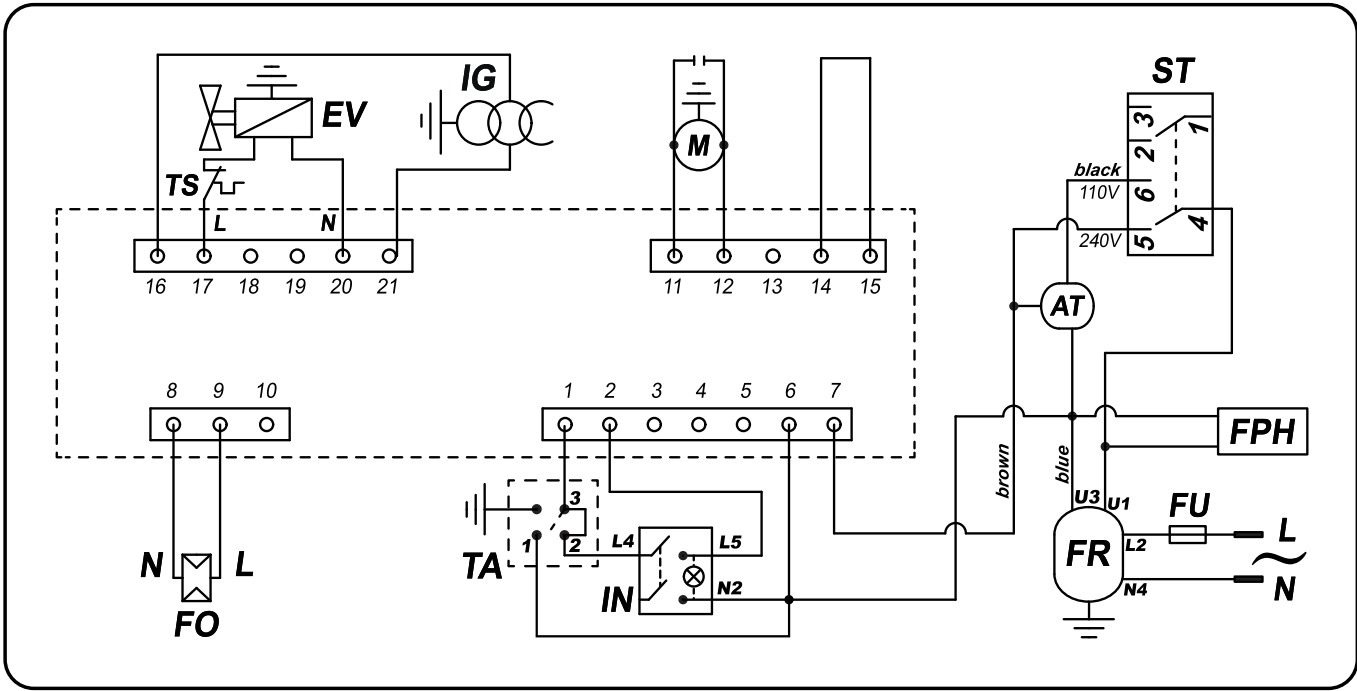 ST
IG
EV
M
TS
L
N
3
2
1
6
5
4
black
110V
240V
16 17 18 19 20 21
11 12 13 14 15
AT
8 9 10
1 2 3 4 5 6 7
FPH
brown
blue
U3 U1
FU
L
FR
L2
N4
N
3
1
2
TA
L4
L5
IN
N2
N
L
FO